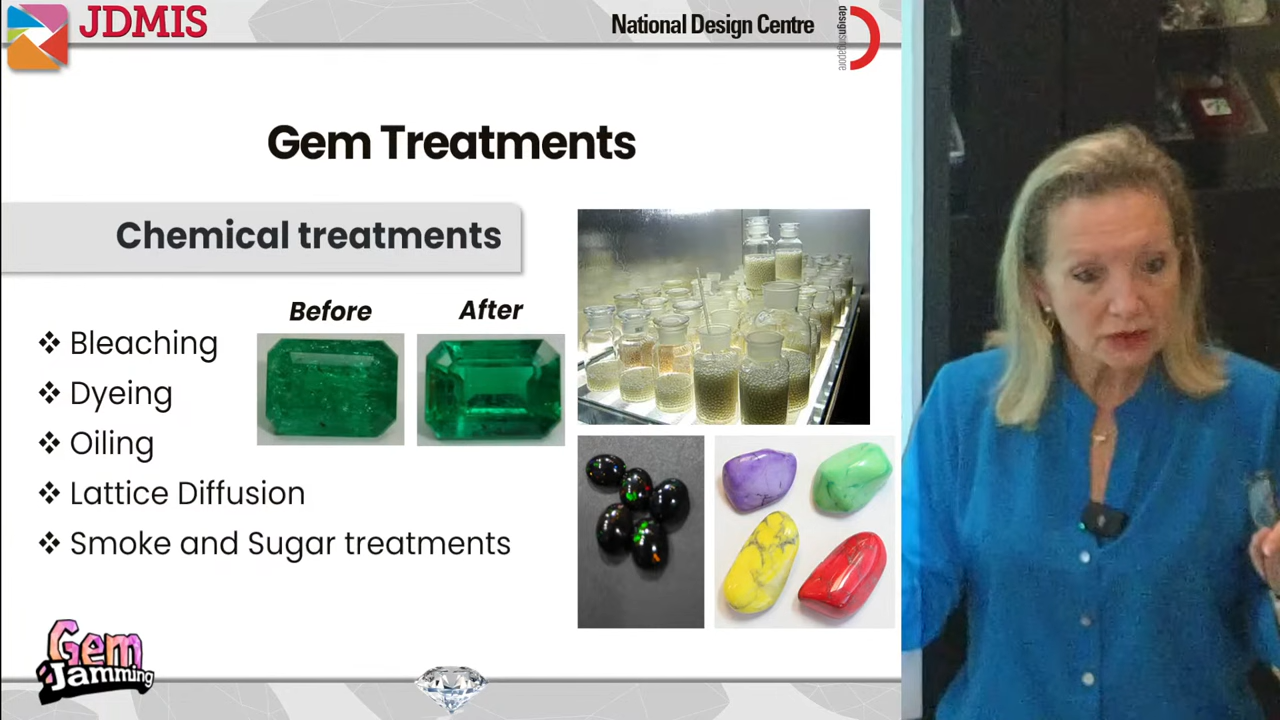 JDMIS
National Design Centre
designsingapore
Gem Treatments
Chemical treatments
Before
After
Bleaching
Dyeing
Oiling
Lattice Diffusion
Smoke and Sugar treatments
Gem
Jamming